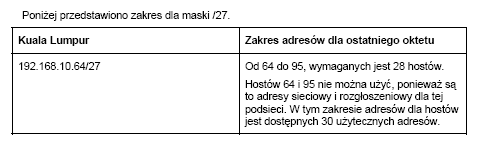 Poniżej przedstawiono zakres dla maski /27.
Kuala Lumpur
Zakres adresów dla ostatniego oktetu
192.168.10.64/27
Od 64 do 95, wymaganych jest 28 hostów.
Hostów 64 i 95 nie można użyć, ponieważ są
to adresy sieciowy i rozgłoszeniowy dla tej
podsieci. W tym zakresie adresów dla hostów
jest dostępnych 30 użytecznych adresów.